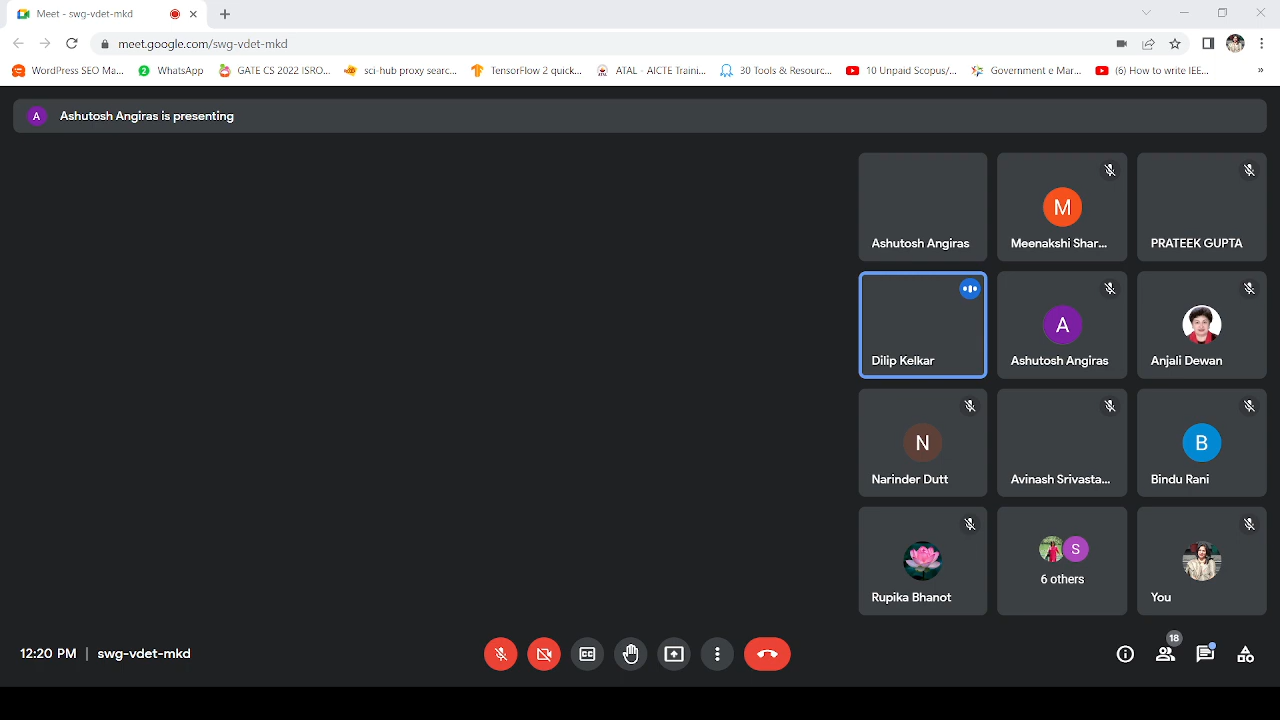 Meet - swg-vdet-mkd
meet.google.com/swg-vdet-mkd
WordPress SEO Ma...
WhatsApp
GATE CS 2022 ISRO...
sci-hub proxy searc...
TensorFlow 2 quick...
ATAL - AICTE Traini...
30 Tools & Resourc...
10 Unpaid Scopus/...
Government e Mar...
(6) How to write IEE...
»
A
Ashutosh Angiras is presenting
Ashutosh Angiras
M
Meenakshi Shar...
PRATEEK GUPTA
Dilip Kelkar
A
Ashutosh Angiras
Anjali Dewan
N
Narinder Dutt
Avinash Srivasta...
B
Bindu Rani
Rupika Bhanot
S
6 others
You
12:20 PM | swg-vdet-mkd
18